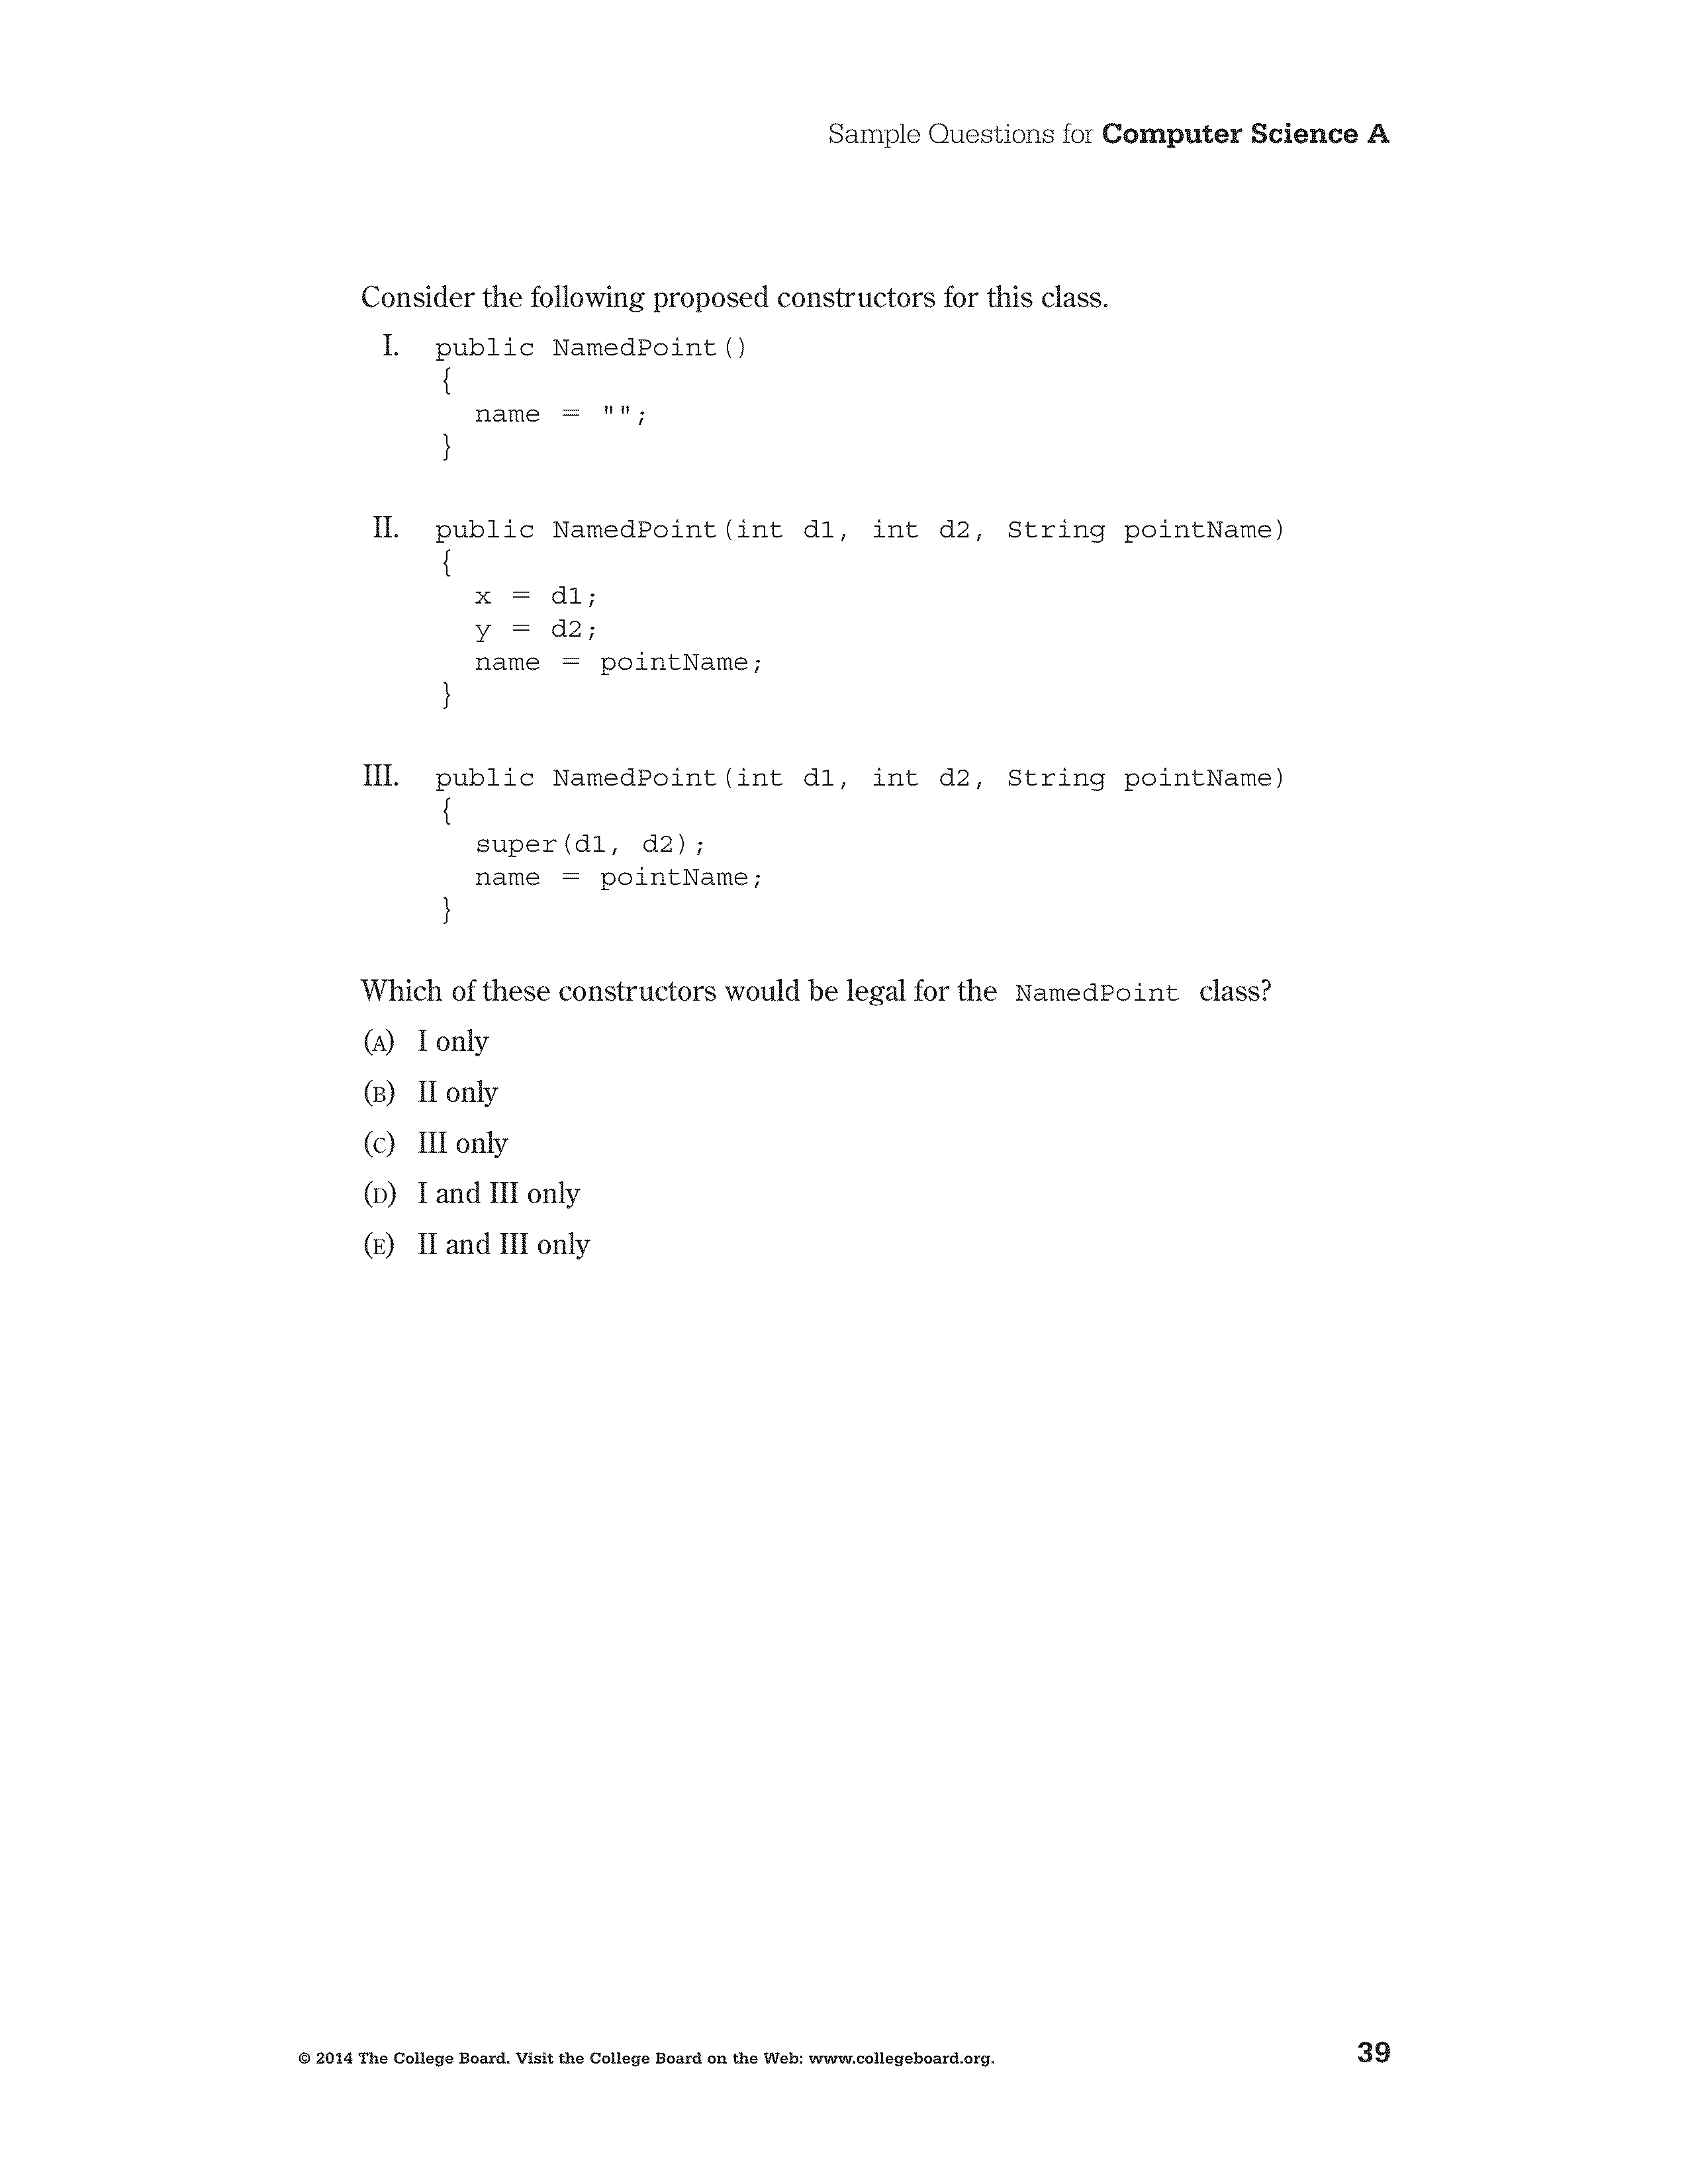 Sample Questions for Computer Science A
Consider the following proposed constructors for this class.
I. public NamedPoint()
{
name = "";
}
II. public NamedPoint(int d1, int d2, String pointName)
{
x = d1;
y = d2;
name = pointName;
}
III. public NamedPoint(int d1, int d2, String pointName)
{
super(d1, d2);
name = pointName;
}
Which of these constructors would be legal for the NamedPoint class?
(A) I only
(B) II only
(C) III only
(D) I and III only
(E) II and III only
© 2014 The College Board. Visit the College Board on the Web: www.collegeboard.org.
39